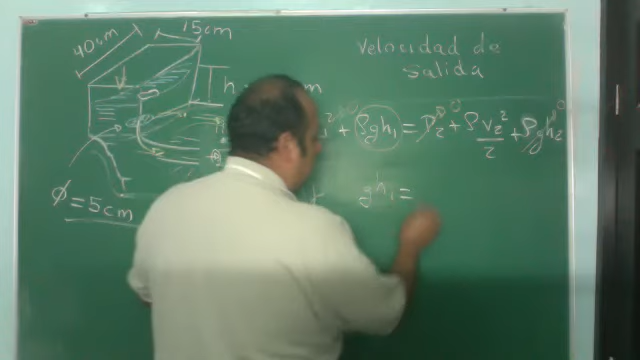 40cm
15cm
Velocidad de
Salida
h
m
+ ρgh₁ = P₂ + ρ v₂²/2 + ρgh₂
gh₁ =
ϕ = 5cm